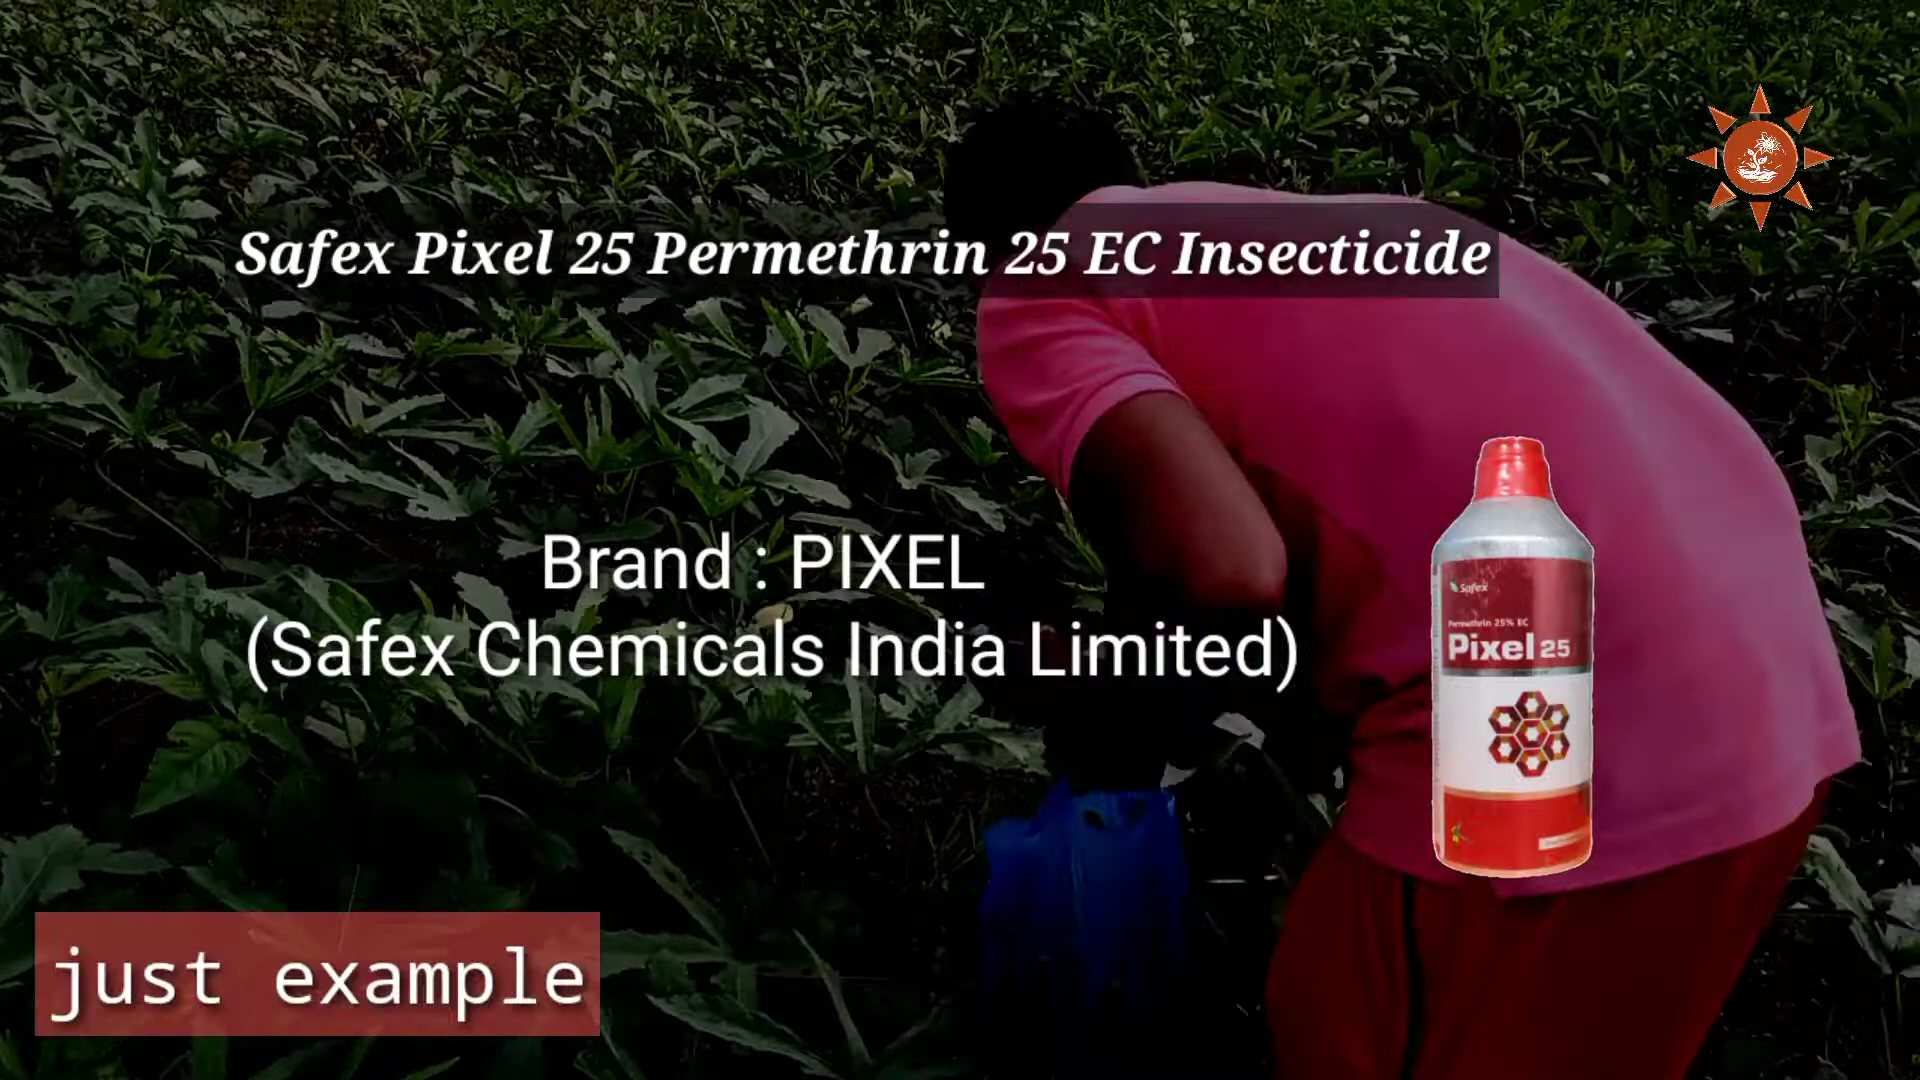 Safex Pixel 25 Permethrin 25 EC Insecticide
Brand : PIXEL
(Safex Chemicals India Limited)
Safex
Permethrin 25% EC
Pixel 25
just example